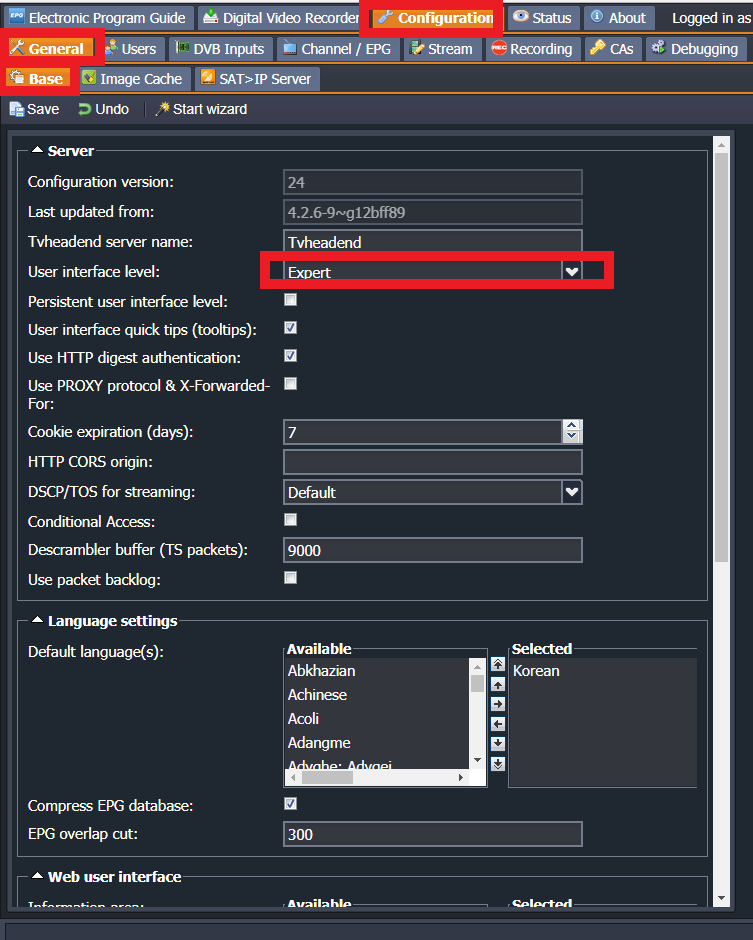 EPG Electronic Program Guide Digital Video Recorder Configuration Status About Logged in as
General Users DVB Inputs Channel / EPG Stream REC Recording CAs Debugging
Base Image Cache SAT>IP Server
Save Undo Start wizard
Server
Configuration version: 24
Last updated from: 4.2.6-9~g12bff89
Tvheadend server name: Tvheadend
User interface level: Expert
Persistent user interface level:
User interface quick tips (tooltips):
Use HTTP digest authentication:
Use PROXY protocol & X-Forwarded-
For:
Cookie expiration (days): 7
HTTP CORS origin:
DSCP/TOS for streaming: Default
Conditional Access:
Descrambler buffer (TS packets): 9000
Use packet backlog:
Language settings
Default language(s): Available Selected
Abkhazian Korean
Achinese
Acoli
Adangme
Adyghe; Adygei
Compress EPG database:
EPG overlap cut: 300
Web user interface
Information area: Available Selected